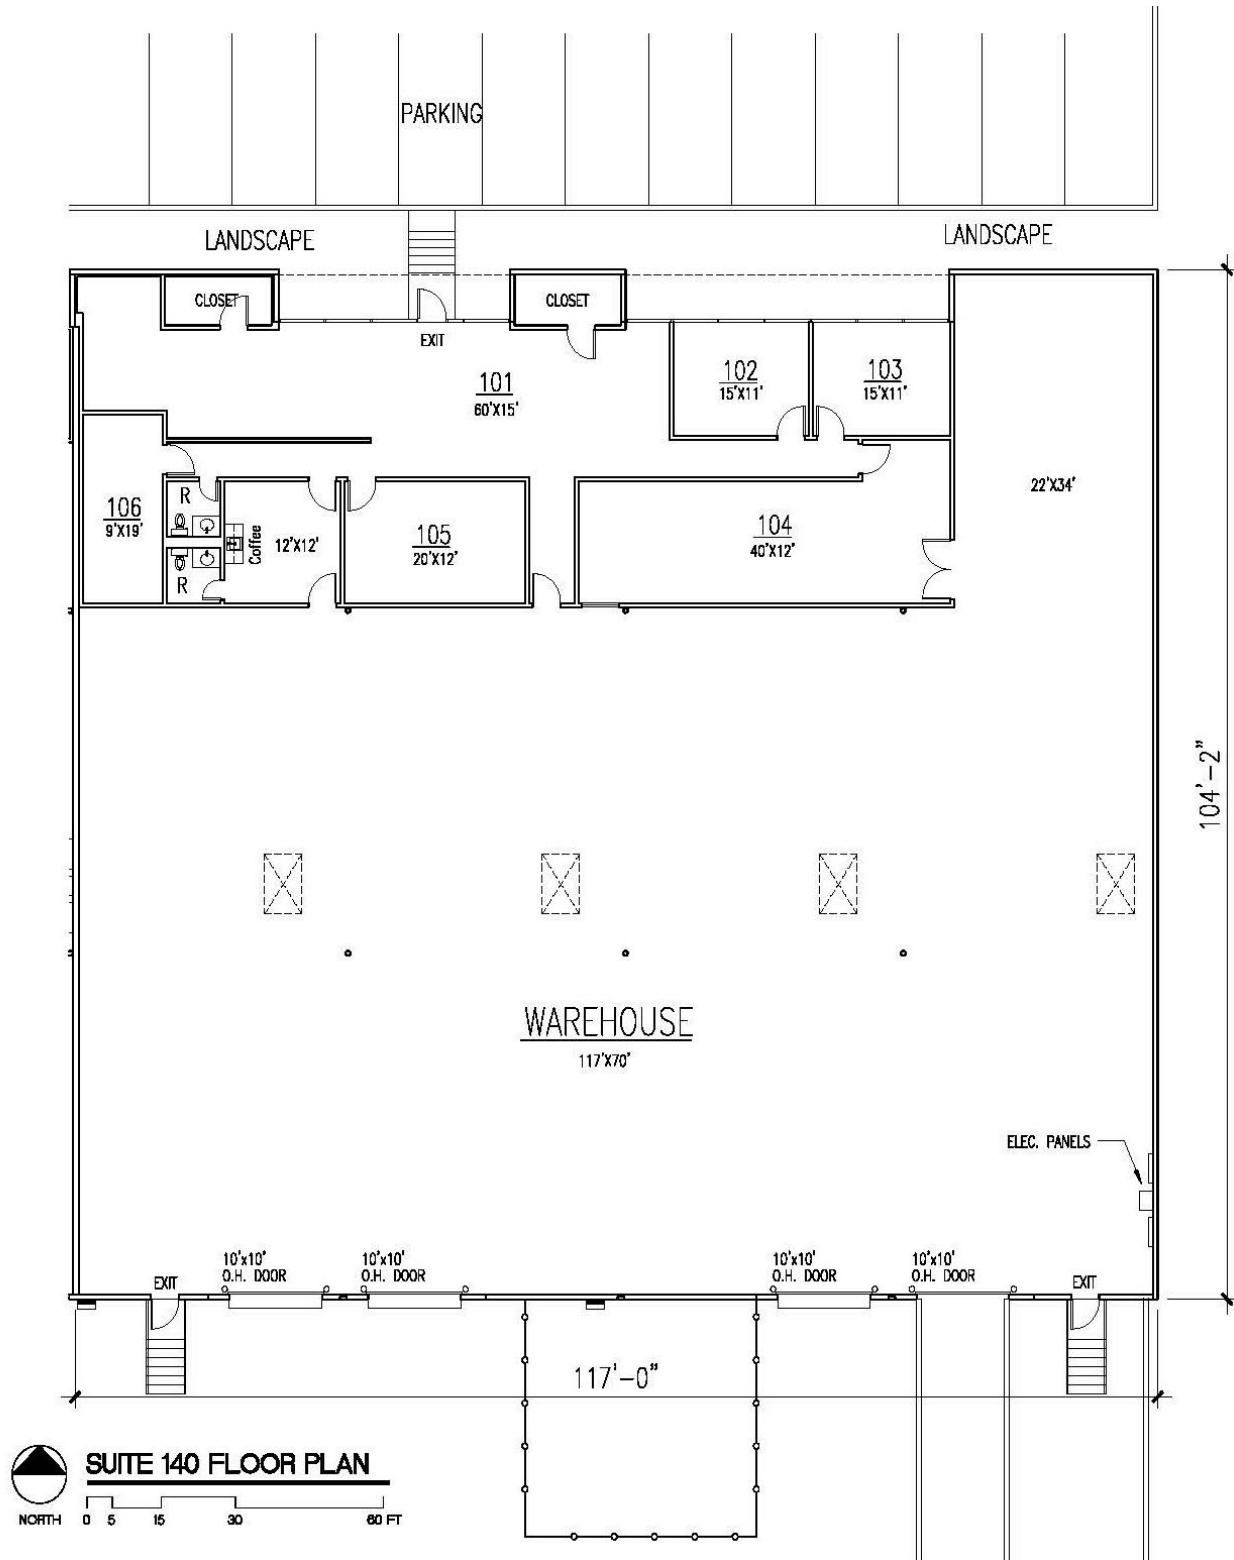 PARKING
LANDSCAPE
LANDSCAPE
CLOSET
CLOSET
EXIT
101
60'X15'
102
15'X11'
103
15'X11'
22'X34'
106
9'X19'
R
R
Coffee
12'X12'
105
20'X12'
104
40'X12'
104'-2"
WAREHOUSE
117'X70'
ELEC. PANELS
EXIT
10'x10'
O.H. DOOR
10'x10'
O.H. DOOR
10'x10'
O.H. DOOR
10'x10'
O.H. DOOR
EXIT
117'-0"
SUITE 140 FLOOR PLAN
NORTH
0 5 15 30 60 FT